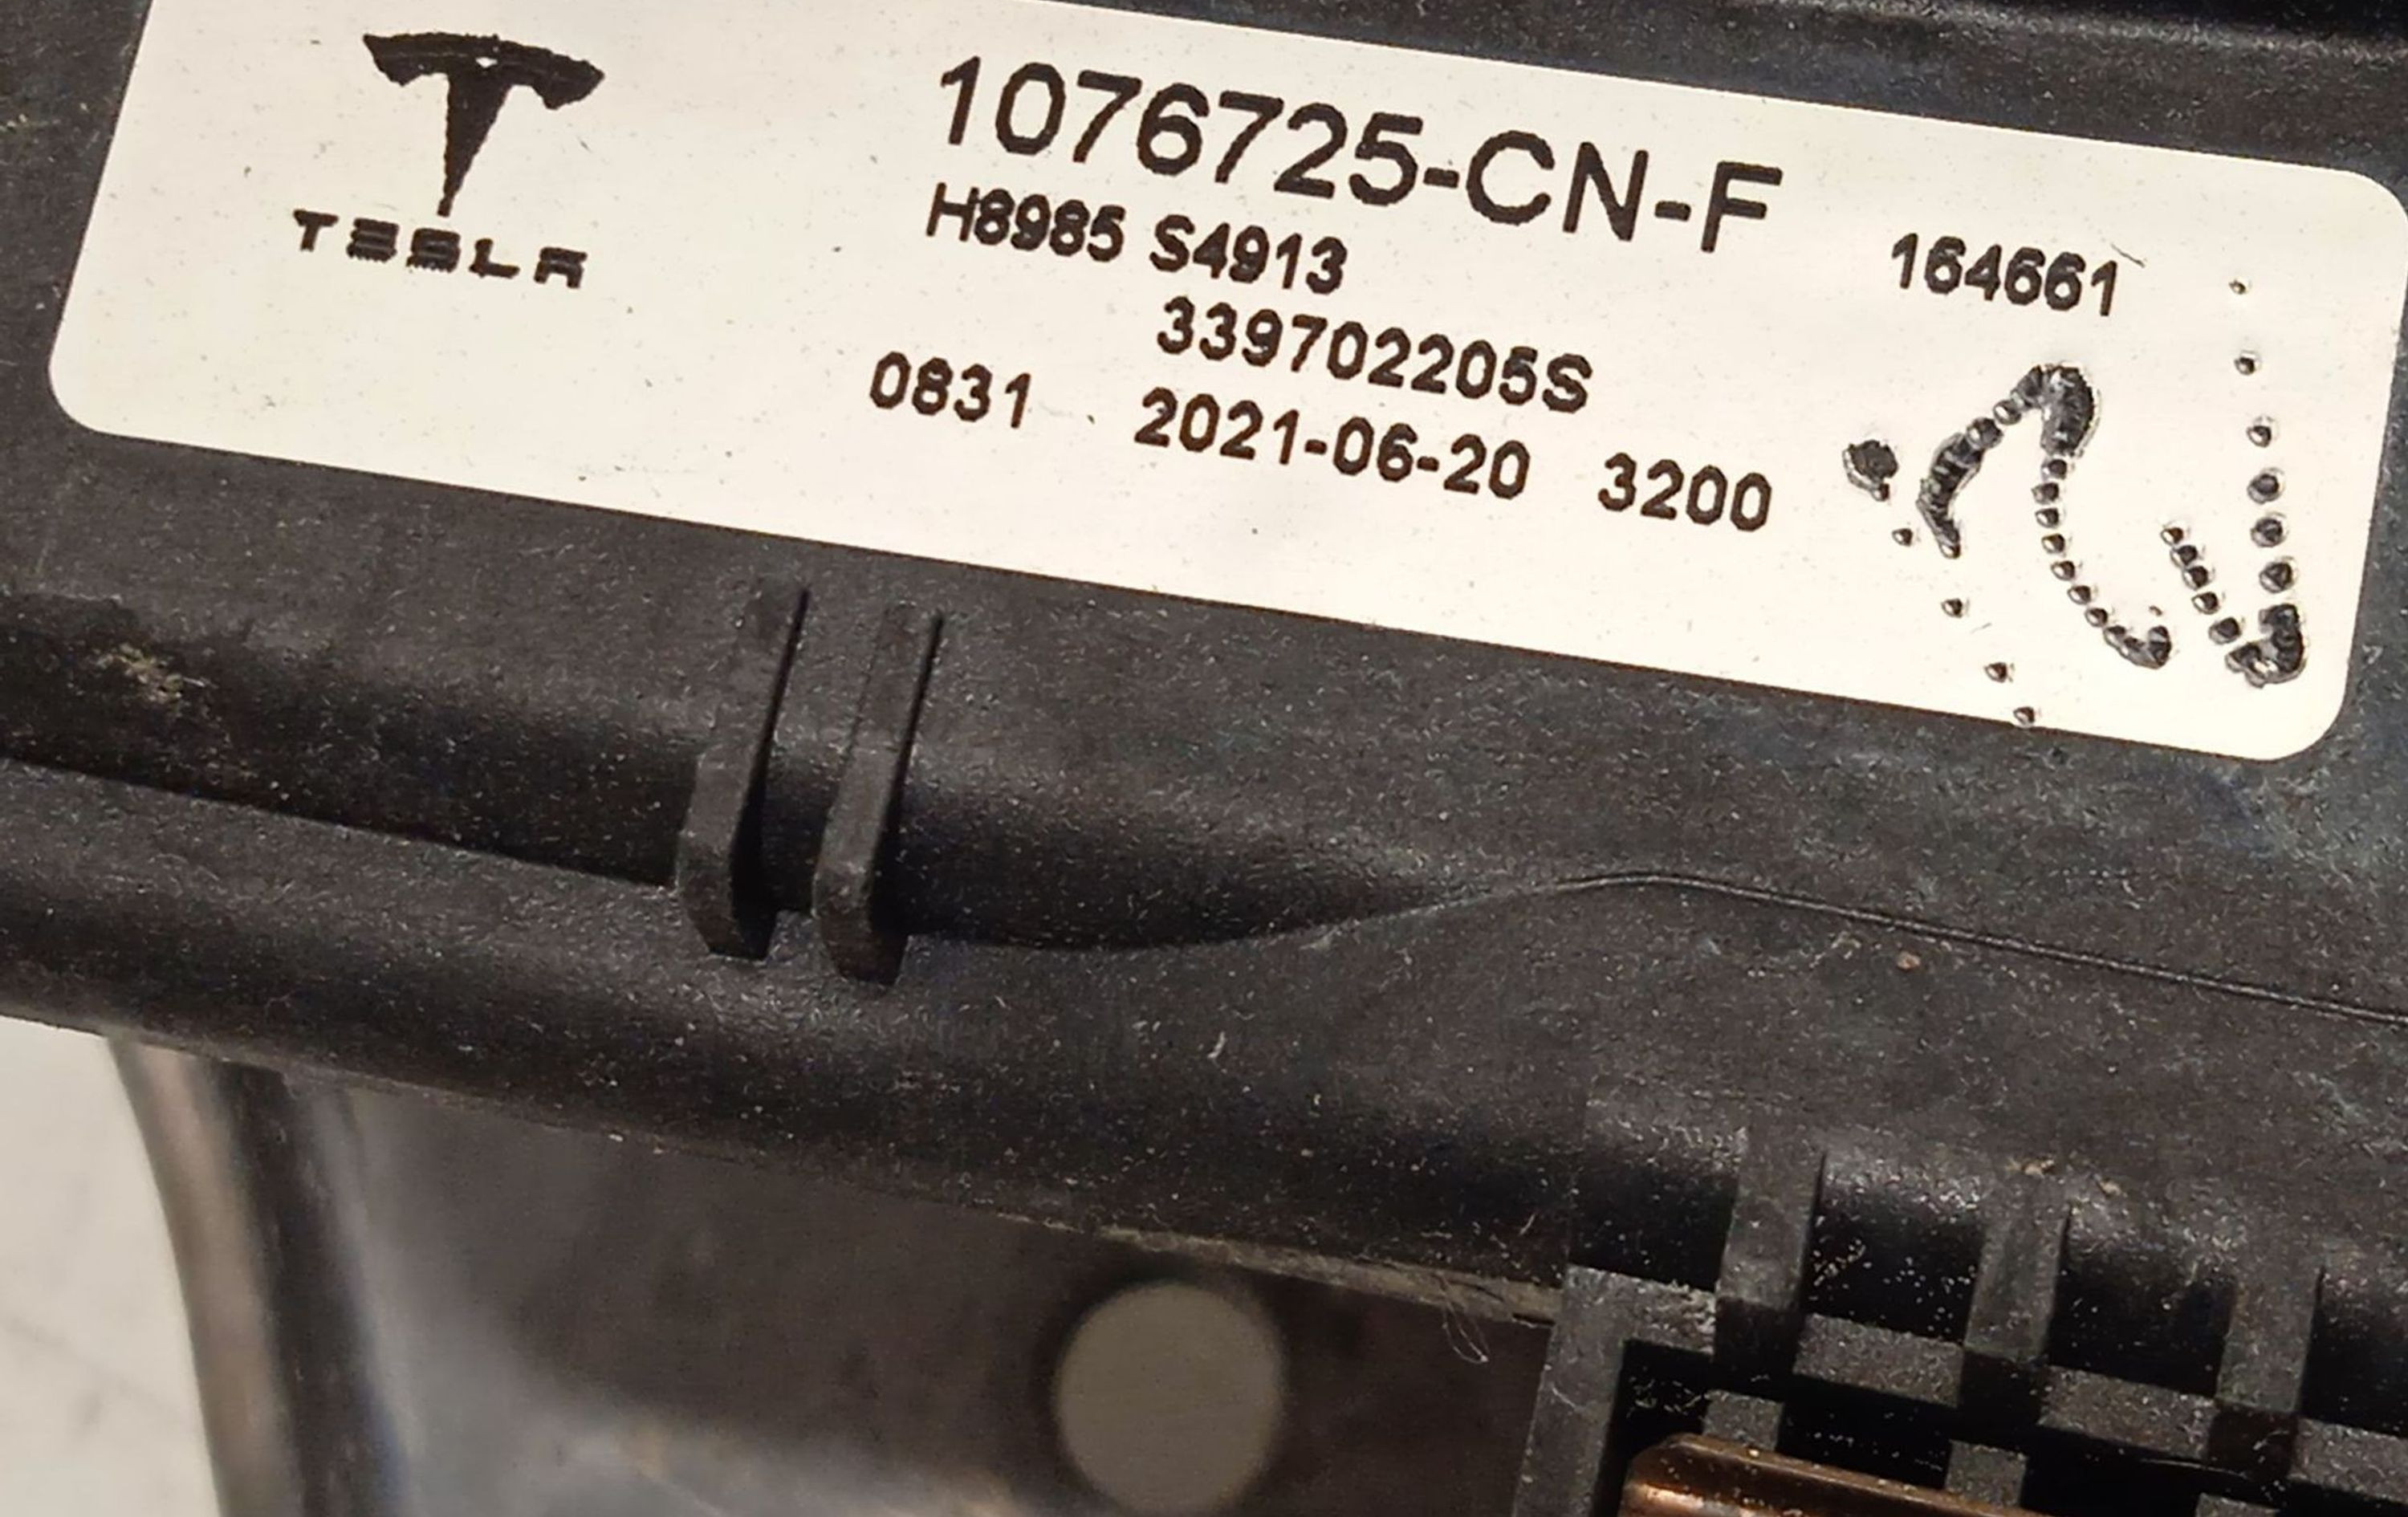 TESLA
1076725-CN-F
H8985 S4913 164661
339702205S
0831 2021-06-20 3200